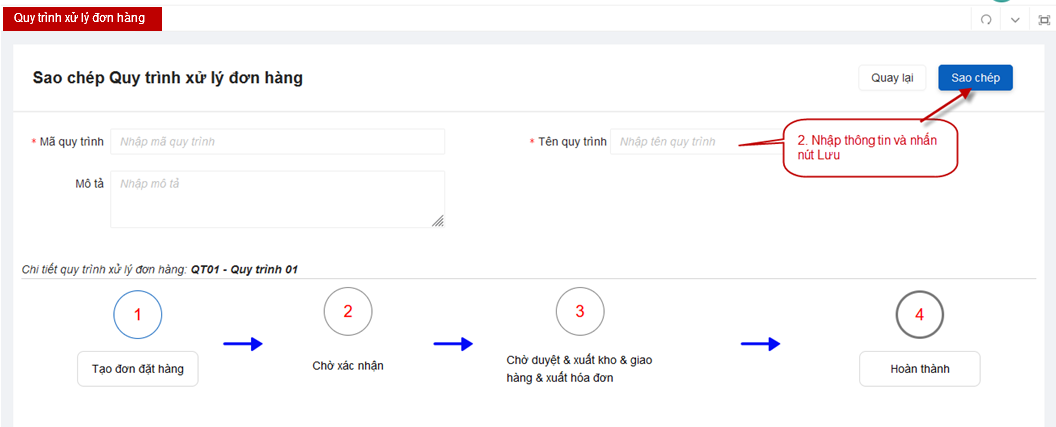 Quy trình xử lý đơn hàng
Sao chép Quy trình xử lý đơn hàng
Quay lại
Sao chép
* Mã quy trình
Nhập mã quy trình
* Tên quy trình
Nhập tên quy trình
2. Nhập thông tin và nhấn
nút Lưu
Mô tả
Nhập mô tả
Chi tiết quy trình xử lý đơn hàng: QT01 - Quy trình 01
1
2
3
4
Tạo đơn đặt hàng
Chờ xác nhận
Chờ duyệt & xuất kho & giao
hàng & xuất hóa đơn
Hoàn thành